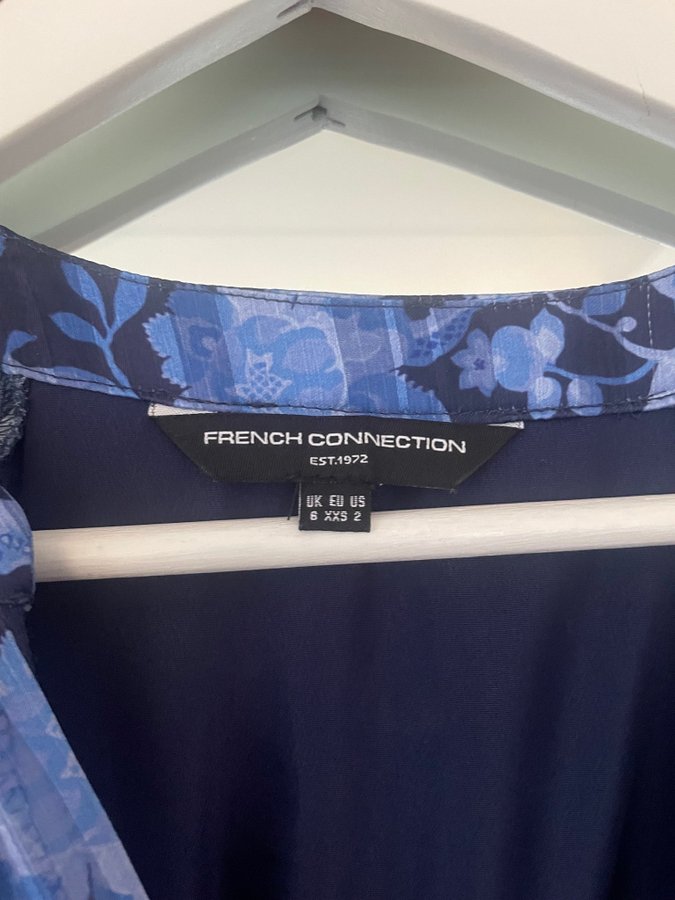 FRENCH CONNECTION
EST.1972
UK EU US
6 XXS 2